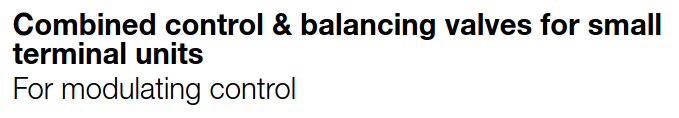 Combined control & balancing valves for small
terminal units
For modulating control